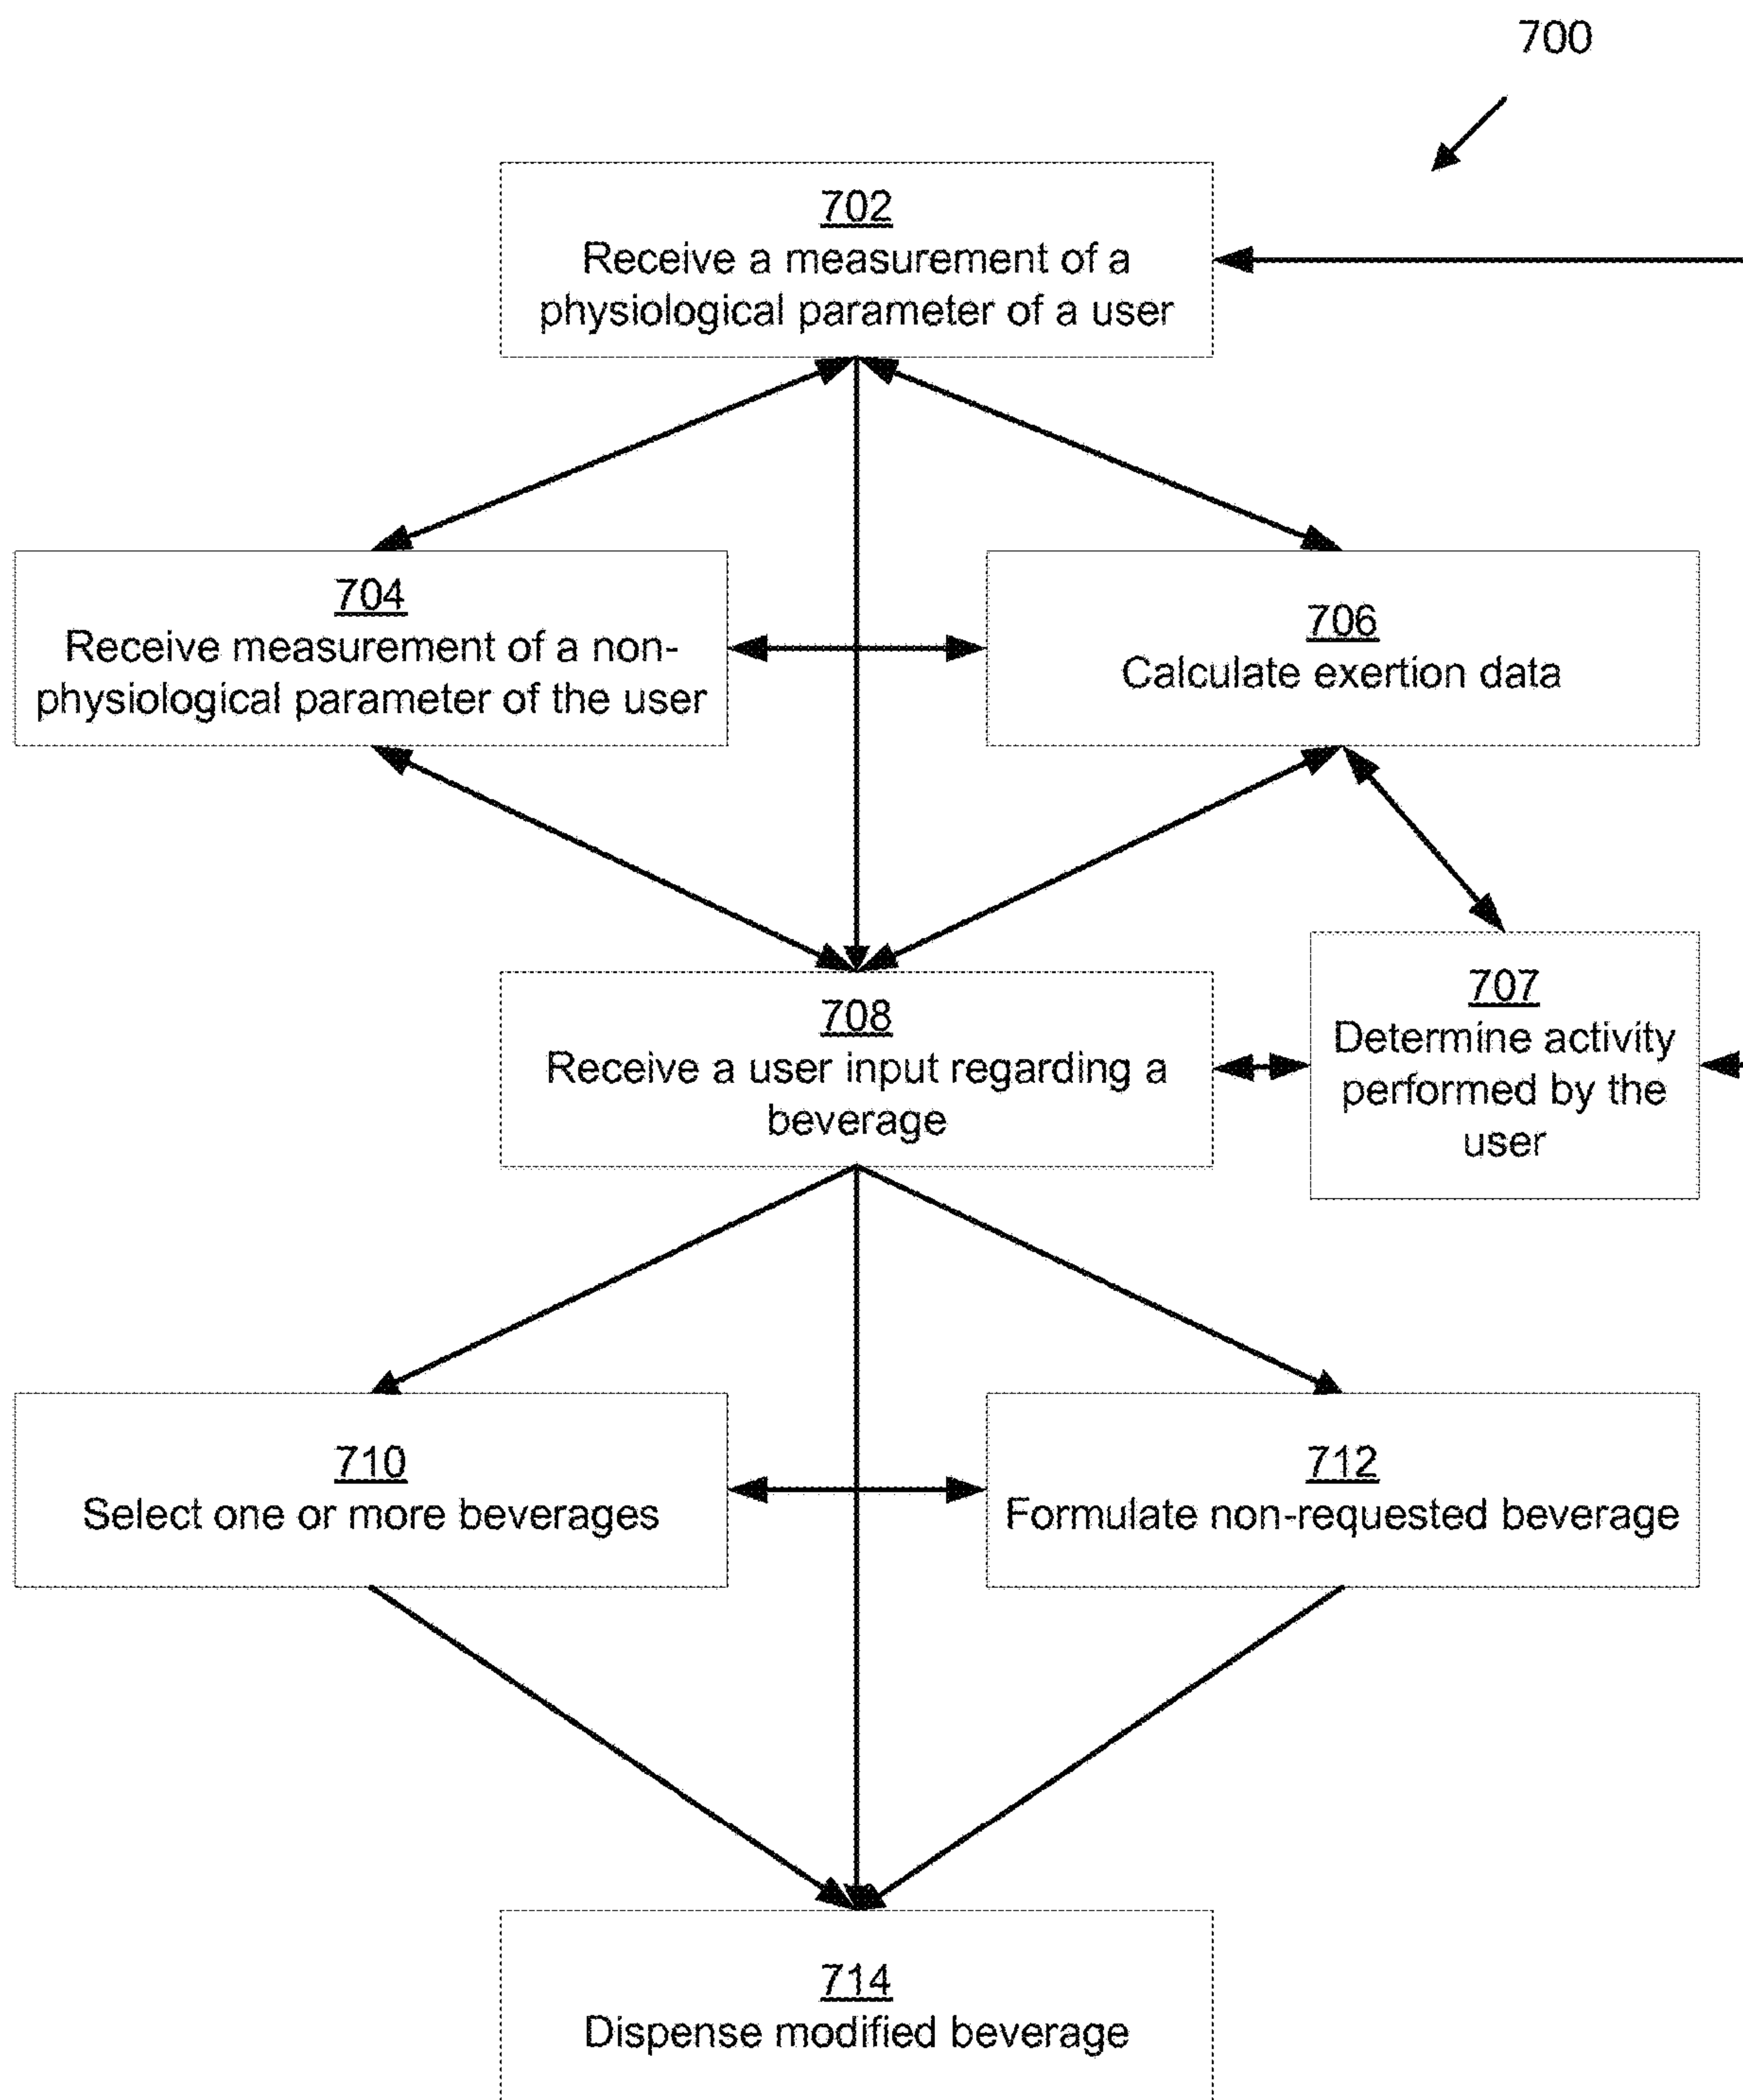 700
702
Receive a measurement of a
physiological parameter of a user
704
Receive measurement of a non-
physiological parameter of the user
706
Calculate exertion data
707
Determine activity
performed by the
user
708
Receive a user input regarding a
beverage
710
Select one or more beverages
712
Formulate non-requested beverage
714
Dispense modified beverage